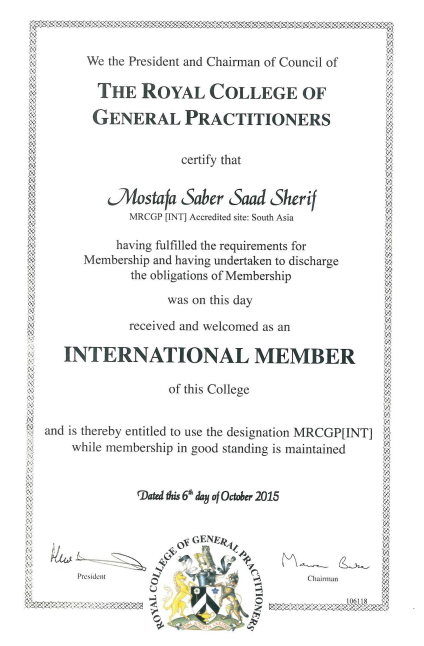 We the President and Chairman of Council of
THE ROYAL COLLEGE OF
GENERAL PRACTITIONERS
certify that
Mostafa Saber Saad Sherif
MRCGP [INT] Accredited site: South Asia
having fulfilled the requirements for
Membership and having undertaken to discharge
the obligations of Membership
was on this day
received and welcomed as an
INTERNATIONAL MEMBER
of this College
and is thereby entitled to use the designation MRCGP[INT]
while membership in good standing is maintained
Dated this 6th day of October 2015
President
ROYAL COLLEGE OF GENERAL PRACTITIONERS
Chairman
106118